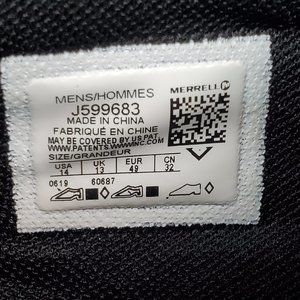 MENS/HOMMES
MERRELL
J599683
MADE IN CHINA
FABRIQUÉ EN CHINE
MAY BE COVERED BY US PAT.
WWW.PATENTS.WWWINC.COM
SIZE/GRANDEUR
USA UK EUR CN
14 13 49 32
0619 60687